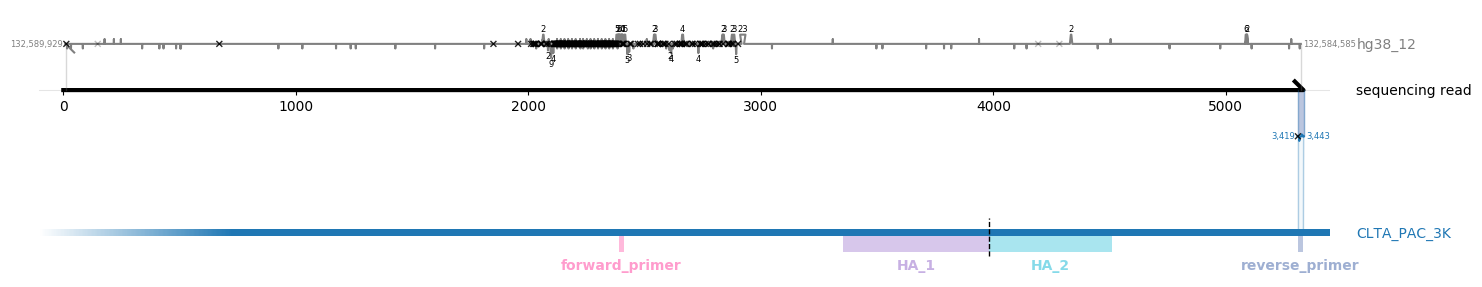 132,589,929
132,584,585
hg38_12
sequencing read
0 1000 2000 3000 4000 5000
3,419
3,443
CLTA_PAC_3K
forward_primer HA_1 HA_2 reverse_primer